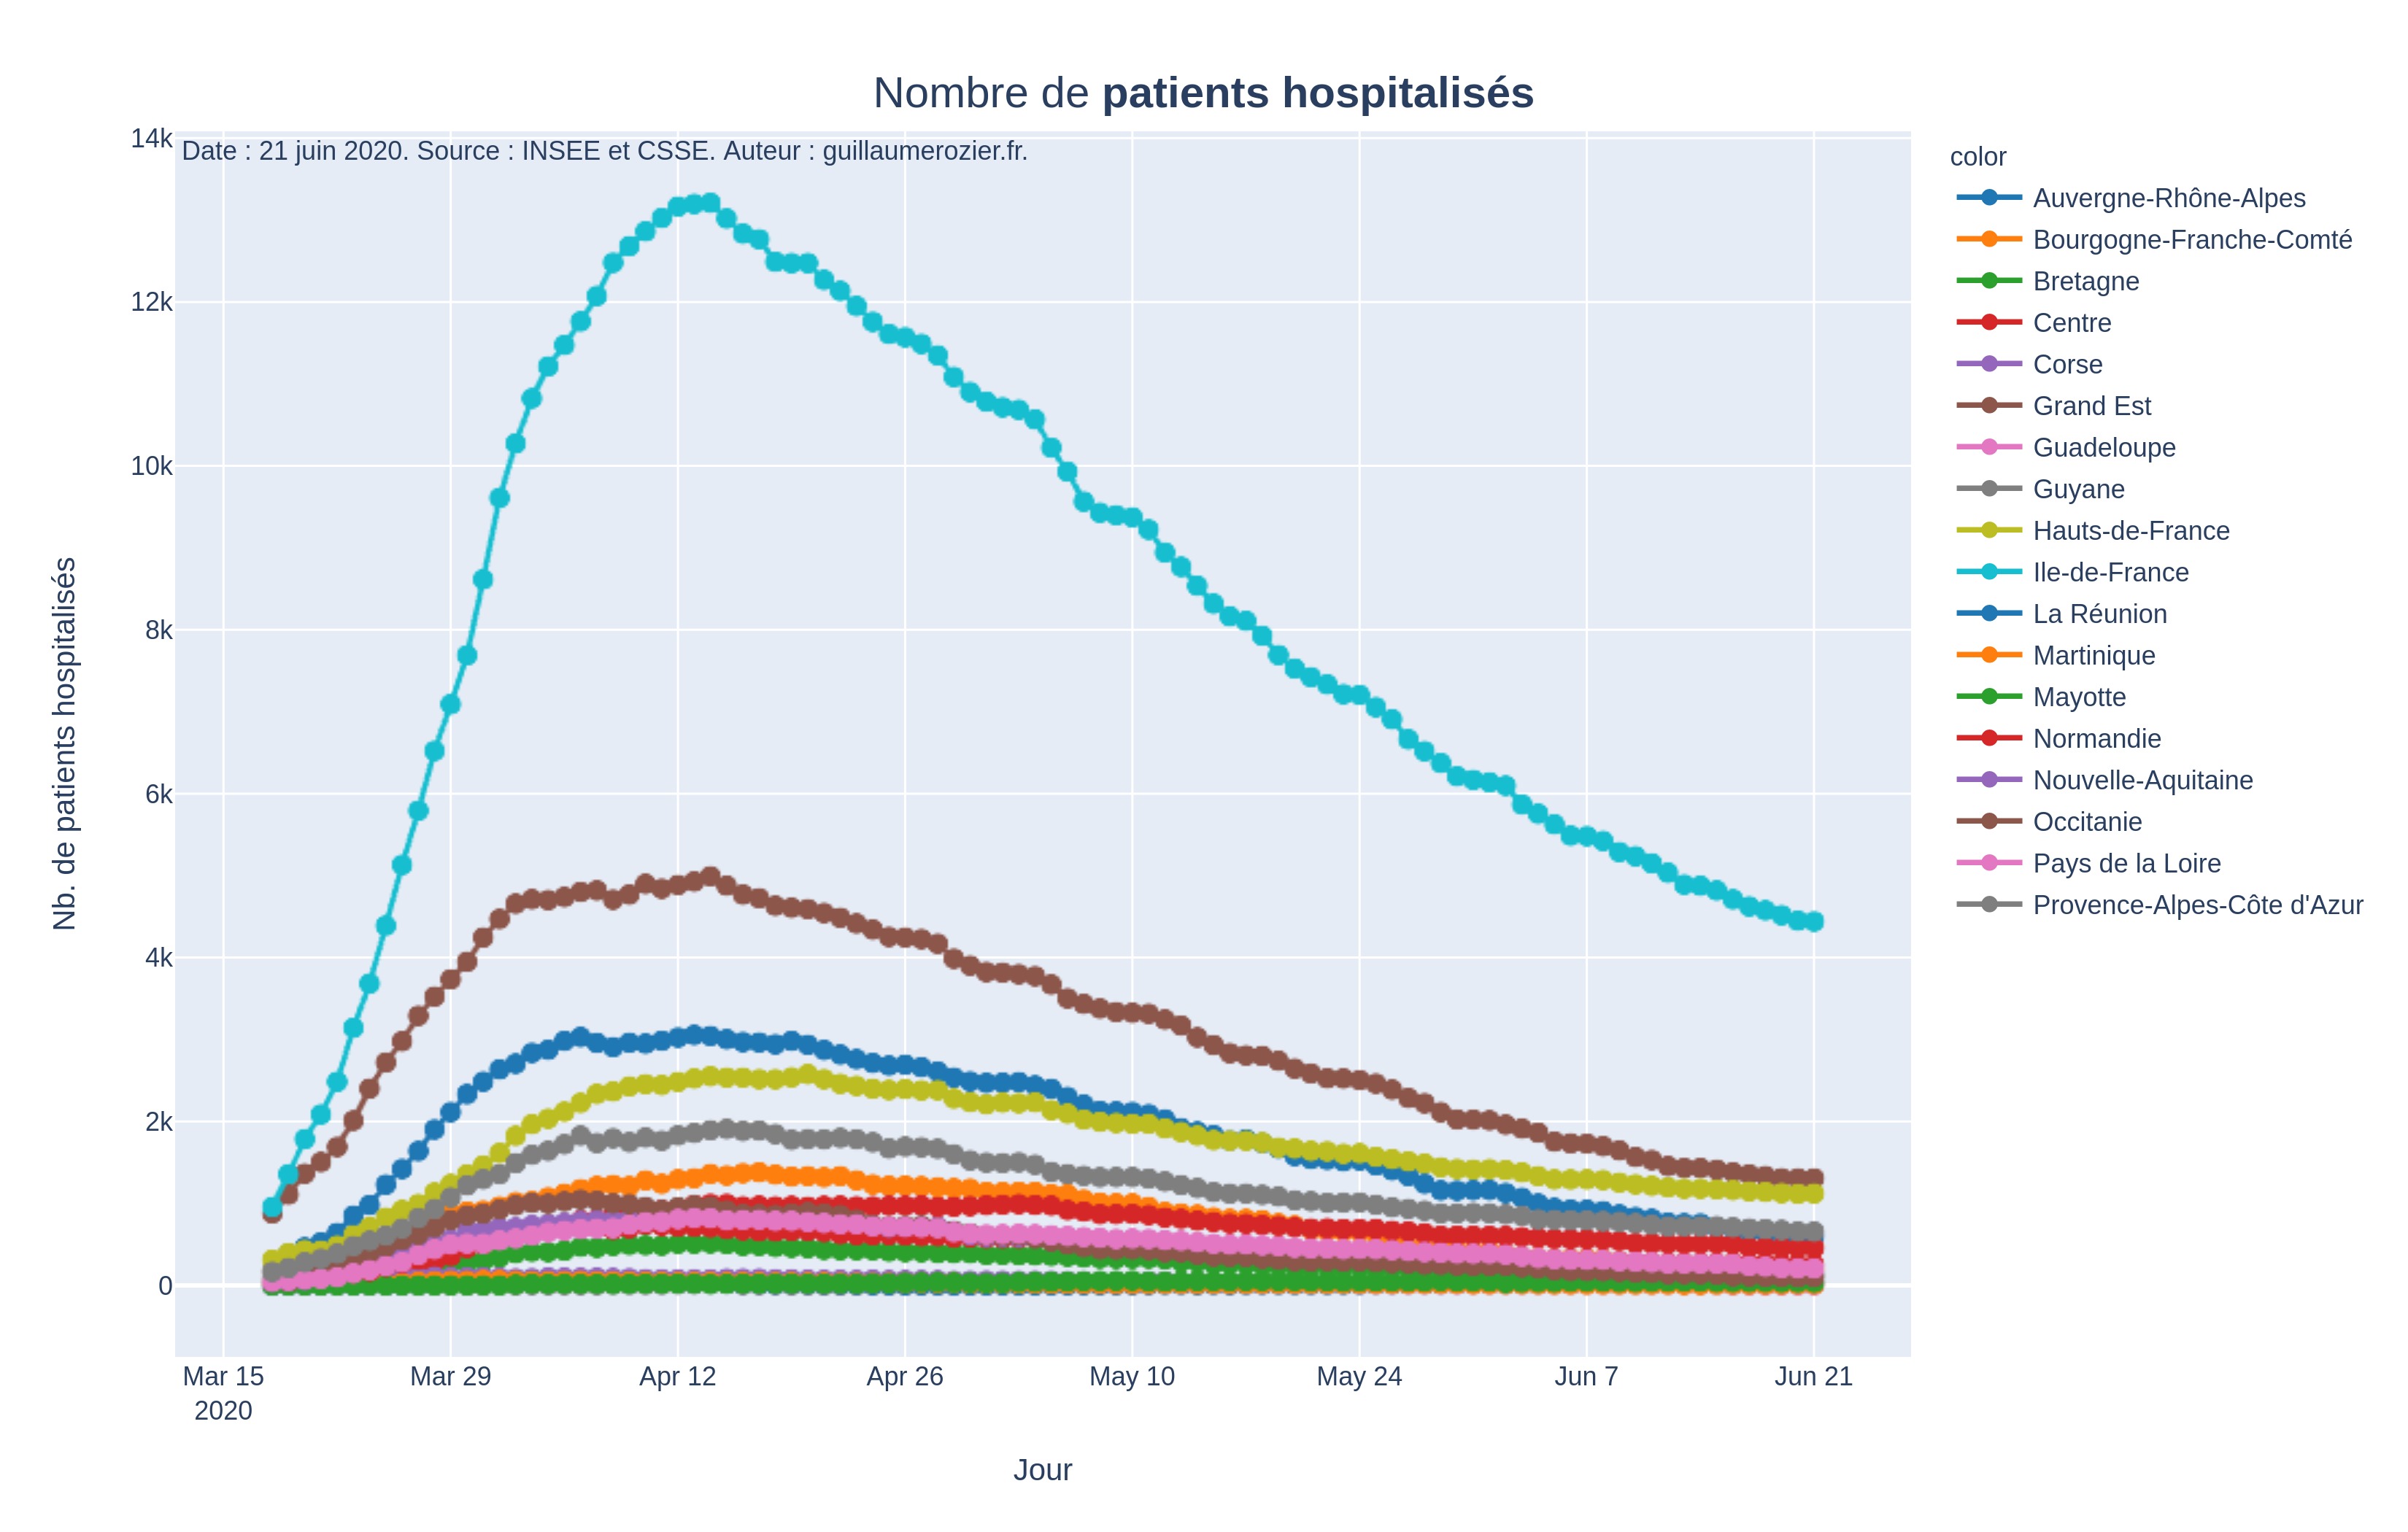 Nombre de patients hospitalisés
Date : 21 juin 2020. Source : INSEE et CSSE. Auteur : guillaumerozier.fr.
14k
12k
10k
8k
6k
4k
2k
0
Nb. de patients hospitalisés
Mar 15
2020
Mar 29
Apr 12
Apr 26
May 10
May 24
Jun 7
Jun 21
Jour
color
Auvergne-Rhône-Alpes
Bourgogne-Franche-Comté
Bretagne
Centre
Corse
Grand Est
Guadeloupe
Guyane
Hauts-de-France
Ile-de-France
La Réunion
Martinique
Mayotte
Normandie
Nouvelle-Aquitaine
Occitanie
Pays de la Loire
Provence-Alpes-Côte d'Azur